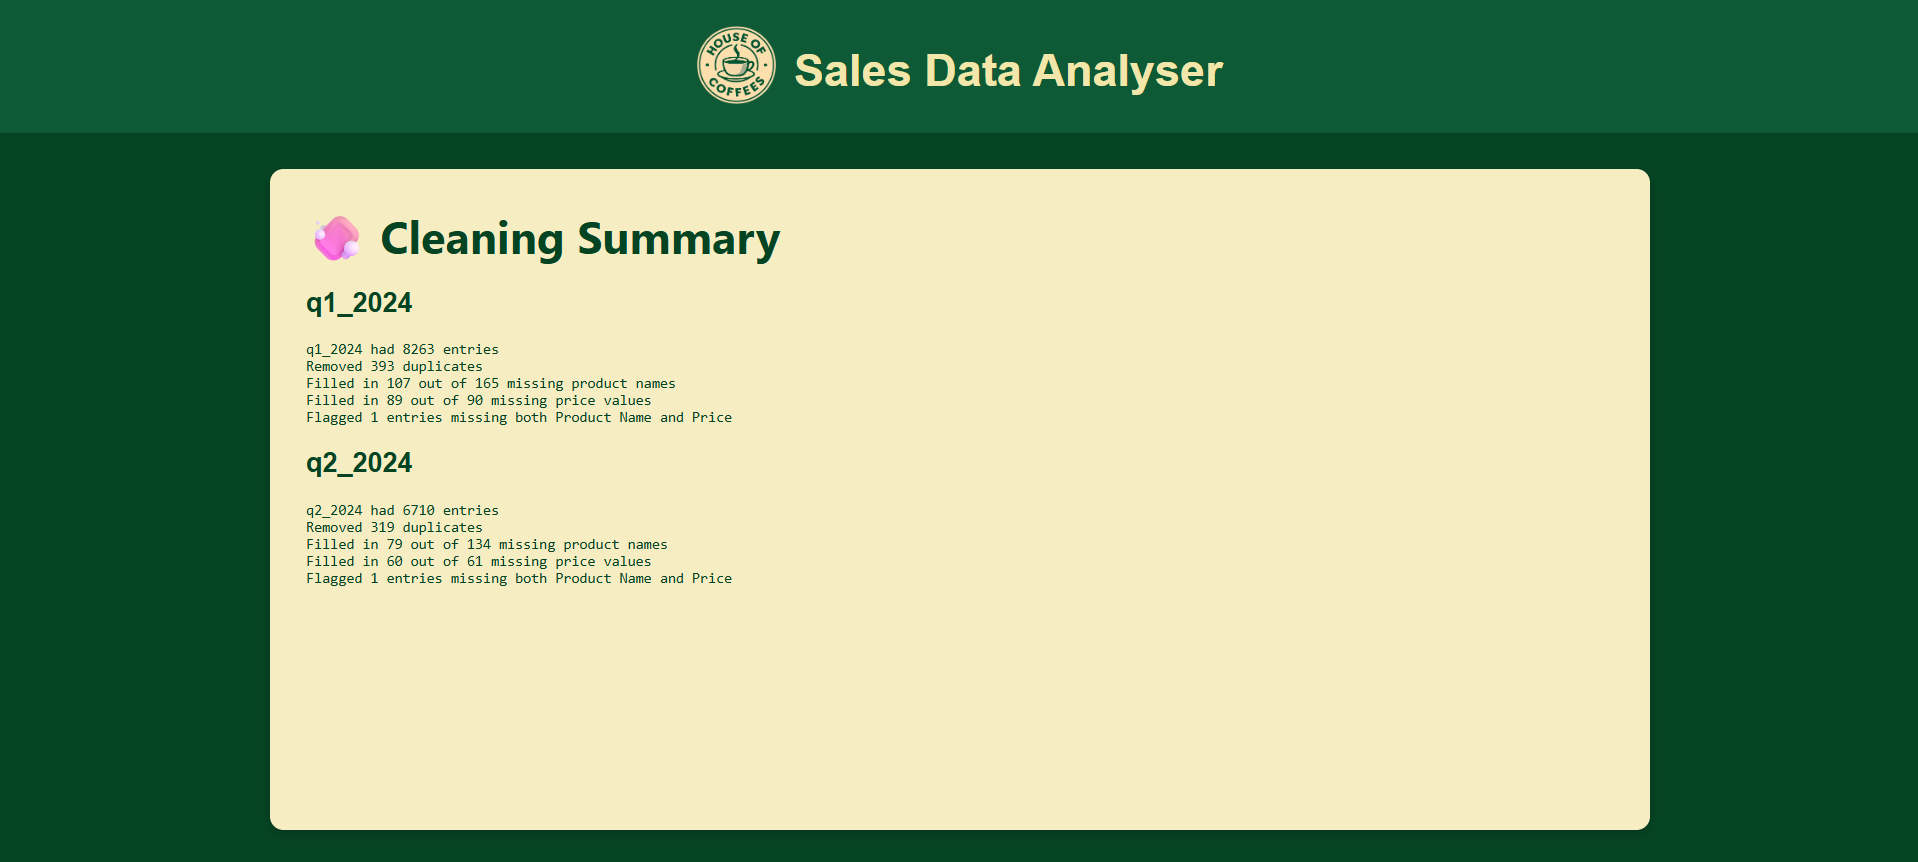 HOUSE OF
COFFEES
Sales Data Analyser
Cleaning Summary
q1_2024
q1_2024 had 8263 entries
Removed 393 duplicates
Filled in 107 out of 165 missing product names
Filled in 89 out of 90 missing price values
Flagged 1 entries missing both Product Name and Price
q2_2024
q2_2024 had 6710 entries
Removed 319 duplicates
Filled in 79 out of 134 missing product names
Filled in 60 out of 61 missing price values
Flagged 1 entries missing both Product Name and Price